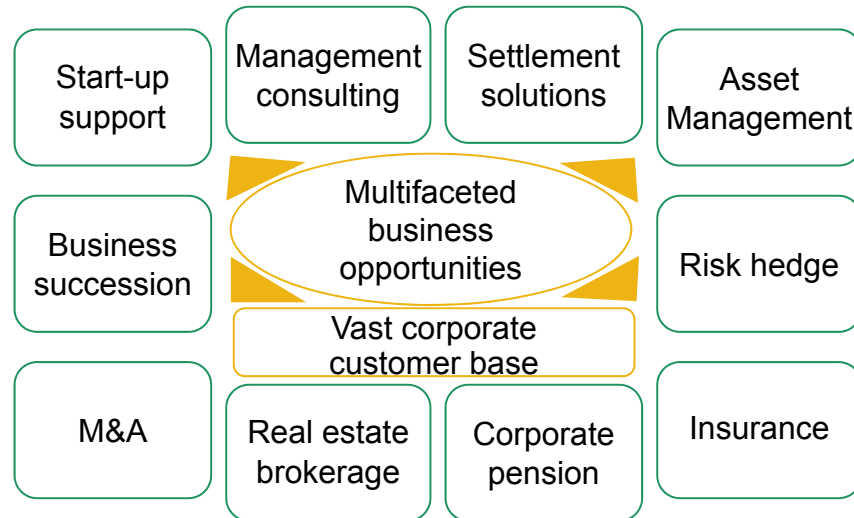 Start-up
support
Management
consulting
Settlement
solutions
Asset
Management
Multifaceted
business
opportunities
Business
succession
Risk hedge
Vast corporate
customer base
M&A
Real estate
brokerage
Corporate
pension
Insurance